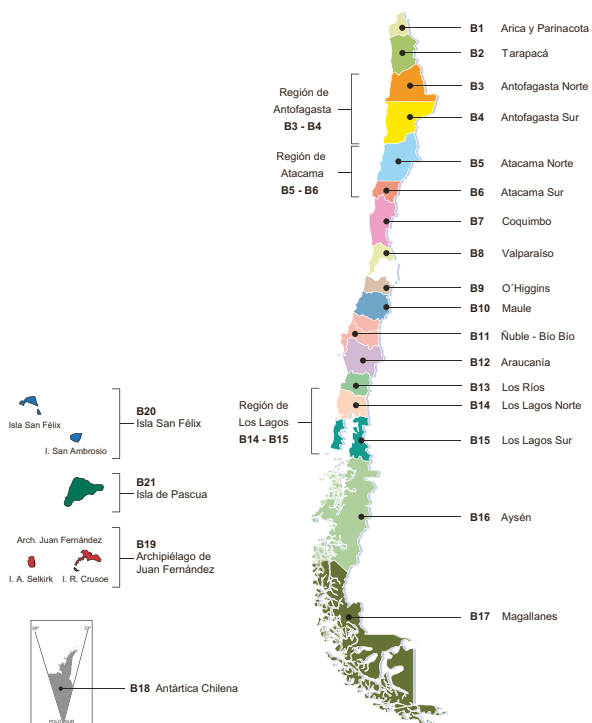 B1 Arica y Parinacota
B2 Tarapacá
B3 Antofagasta Norte
Región de
Antofagasta
B3 - B4
B4 Antofagasta Sur
Región de
Atacama
B5 - B6
B5 Atacama Norte
B6 Atacama Sur
B7 Coquimbo
B8 Valparaíso
B9 O´Higgins
B10 Maule
B11 Ñuble - Bío Bío
B12 Araucanía
B13 Los Ríos
Región de
Los Lagos
B14 - B15
B14 Los Lagos Norte
B15 Los Lagos Sur
B16 Aysén
B17 Magallanes
Isla San Félix
I. San Ambrosio
B20
Isla San Félix
B21
Isla de Pascua
Arch. Juan Fernández
I. A. Selkirk I. R. Crusoe
B19
Archipiélago de
Juan Fernández
90° 53°
B18 Antártica Chilena
POLO SUR